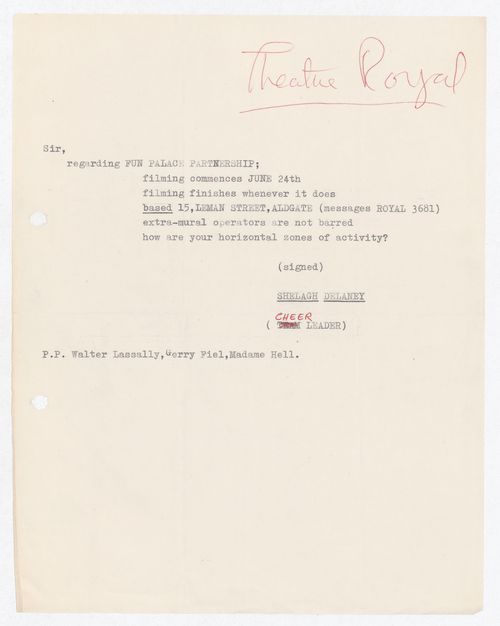 Theatre Royal
Sir,
regarding FUN PALACE PARTNERSHIP;
filming commences JUNE 24th
filming finishes whenever it does
based 15,LEMAN STREET,ALDGATE (messages ROYAL 3681)
extra-mural operators are not barred
how are your horizontal zones of activity?
(signed)
SHELAGH DELANEY
CHEER
( TEAM LEADER)
P.P. Walter Lassally,Gerry Fiel,Madame Hell.